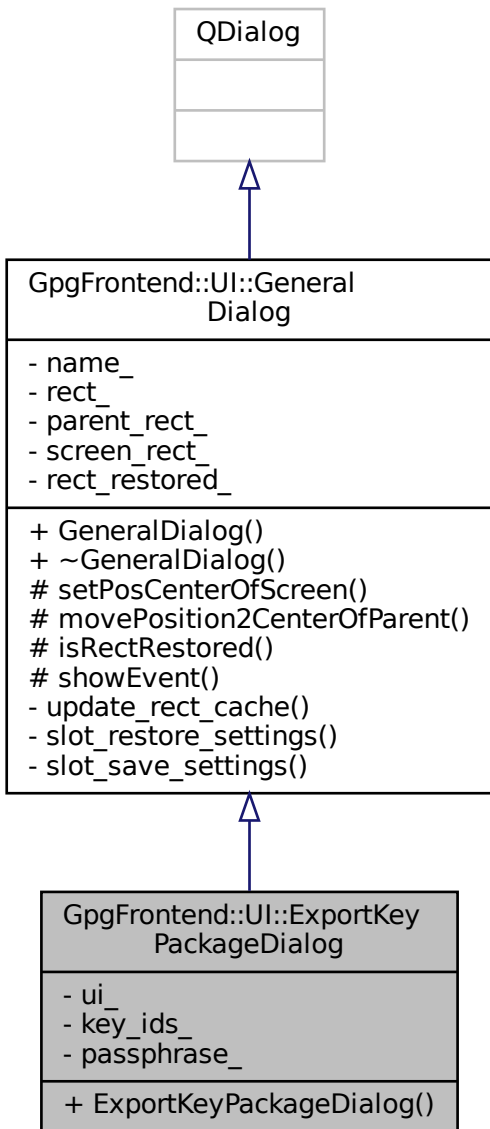 QDialog
GpgFrontend::UI::General
Dialog
- name_
- rect_
- parent_rect_
- screen_rect_
- rect_restored_
+ GeneralDialog()
+ ~GeneralDialog()
# setPosCenterOfScreen()
# movePosition2CenterOfParent()
# isRectRestored()
# showEvent()
- update_rect_cache()
- slot_restore_settings()
- slot_save_settings()
GpgFrontend::UI::ExportKey
PackageDialog
- ui_
- key_ids_
- passphrase_
+ ExportKeyPackageDialog()